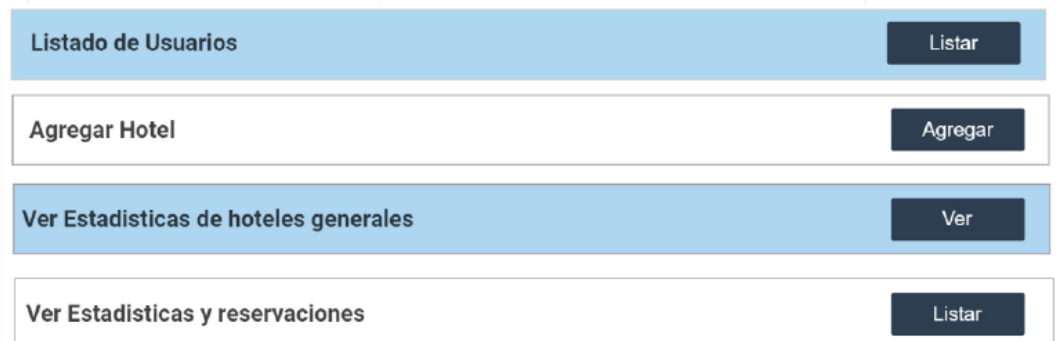 Listado de Usuarios Listar
Agregar Hotel Agregar
Ver Estadisticas de hoteles generales Ver
Ver Estadisticas y reservaciones Listar